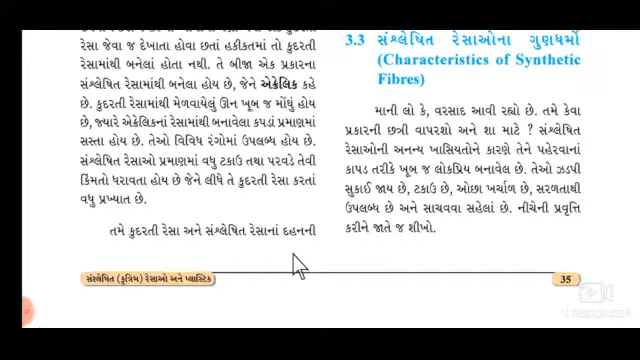 રેસા જેવા જ દેખાતા હોવા છતાં હકીકતમાં તો કુદરતી
રેસામાંથી બનેલાં હોતા નથી. તે બીજા એક પ્રકારના
સંશ્લેષિત રેસામાંથી બનેલા હોય છે, જેને એક્રેલિક કહે
છે. કુદરતી રેસામાંથી મેળવાયેલું ઊન ખૂબ જ મોંઘું હોય
છે, જ્યારે એક્રેલિકનાં રેસામાંથી બનાવેલા કપડાં પ્રમાણમાં
સસ્તા હોય છે. તેઓ વિવિધ રંગોમાં ઉપલબ્ધ હોય છે.
સંશ્લેષિત રેસાઓ પ્રમાણમાં વધુ ટકાઉ તથા પરવડે તેવી
કિંમતો ધરાવતા હોય છે જેને લીધે તે કુદરતી રેસા કરતાં
વધુ પ્રખ્યાત છે.
તમે કુદરતી રેસા અને સંશ્લેષિત રેસાનાં દહનની
3.3 સંશ્લેષિત રેસાઓના ગુણધર્મો
(Characteristics of Synthetic
Fibres)
માની લો કે, વરસાદ આવી રહ્યો છે. તમે કેવા
પ્રકારની છત્રી વાપરશો અને શા માટે ? સંશ્લેષિત
રેસાઓની અનન્ય ખાસિયતોને કારણે તેને પહેરવાનાં
કાપડ તરીકે ખૂબ જ લોકપ્રિય બનાવેલ છે. તેઓ ઝડપી
સુકાઈ જાય છે, ટકાઉ છે, ઓછા ખર્ચાળ છે, સરળતાથી
ઉપલબ્ધ છે અને સાચવવા સહેલાં છે. નીચેની પ્રવૃત્તિ
કરીને જાતે જ શીખો.
સંશ્લેષિત (કૃત્રિમ) રેસાઓ અને પ્લાસ્ટિક
35